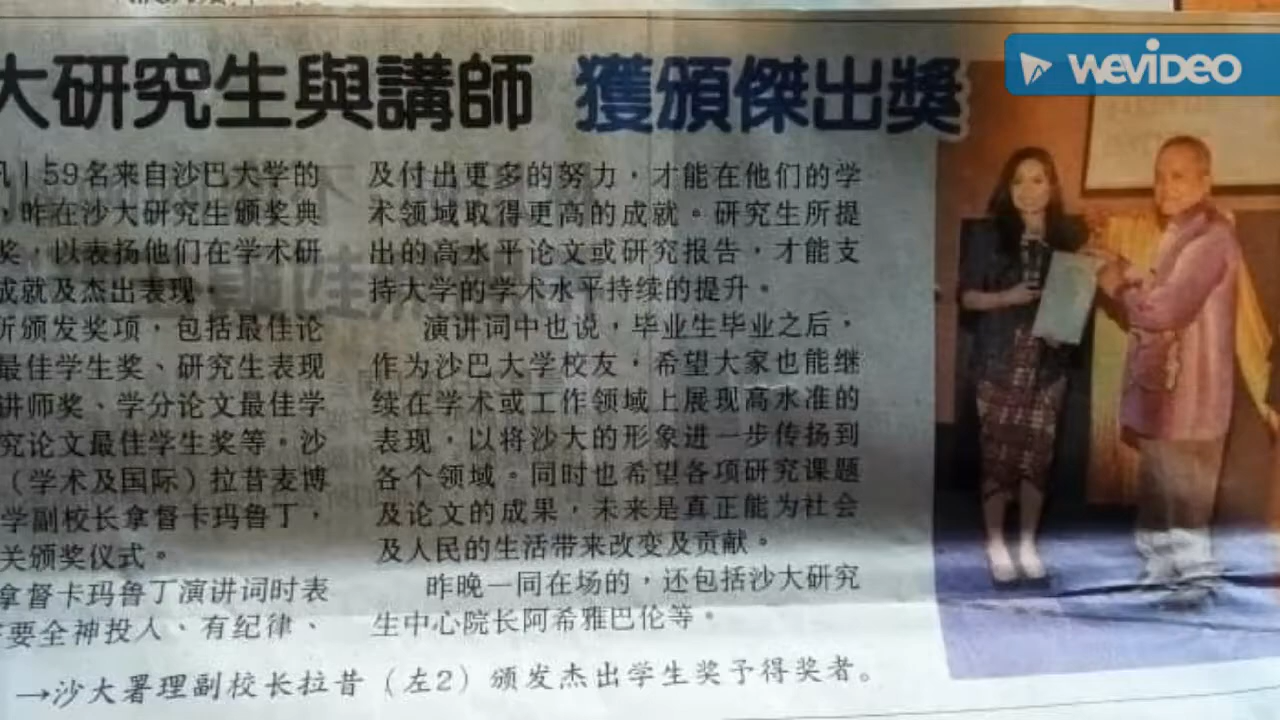 WEVIDEO
大研究生與講師 獲頒傑出獎
59名来自沙巴大学的
，昨在沙大研究生颁奖典
奖，以表扬他们在学术研
成就及杰出表现。
所颁发奖项，包括最佳论
最佳学生奖、研究生表现
讲师奖、学分论文最佳学
究论文最佳学生奖等。沙
（学术及国际）拉昔麦博
学副校长拿督卡玛鲁丁，
关颁奖仪式。
拿督卡玛鲁丁演讲词时表
要全神投人、有纪律、
及付出更多的努力，才能在他们的学
术领域取得更高的成就。研究生所提
出的高水平论文或研究报告，才能支
持大学的学术水平持续的提升。
演讲词中也说，毕业生毕业之后，
作为沙巴大学校友，希望大家也能继
续在学术或工作领域上展现高水准的
表现，以将沙大的形象进一步传扬到
各个领域。同时也希望各项研究课题
及论文的成果，未来是真正能为社会
及人民的生活带来改变及贡献。
昨晚一同在场的，还包括沙大研究
生中心院长阿希雅巴伦等。
→沙大署理副校长拉昔（左2）颁发杰出学生奖予得奖者。